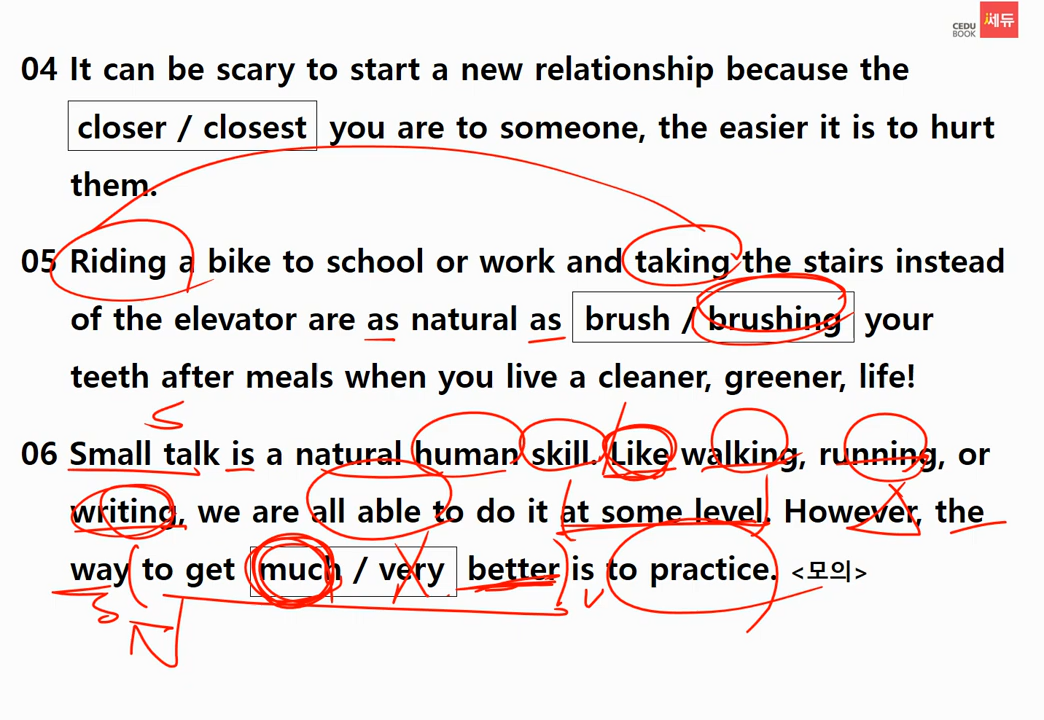 CEDU
BOOK
쎄듀
04 It can be scary to start a new relationship because the
closer / closest you are to someone, the easier it is to hurt
them.
05 Riding a bike to school or work and taking the stairs instead
of the elevator are as natural as brush / brushing your
teeth after meals when you live a cleaner, greener, life!
S
06 Small talk is a natural human skill. Like walking, running, or
writing, we are all able to do it at some level. However, the
way to get much / very better is to practice. <모의>
S
V
N